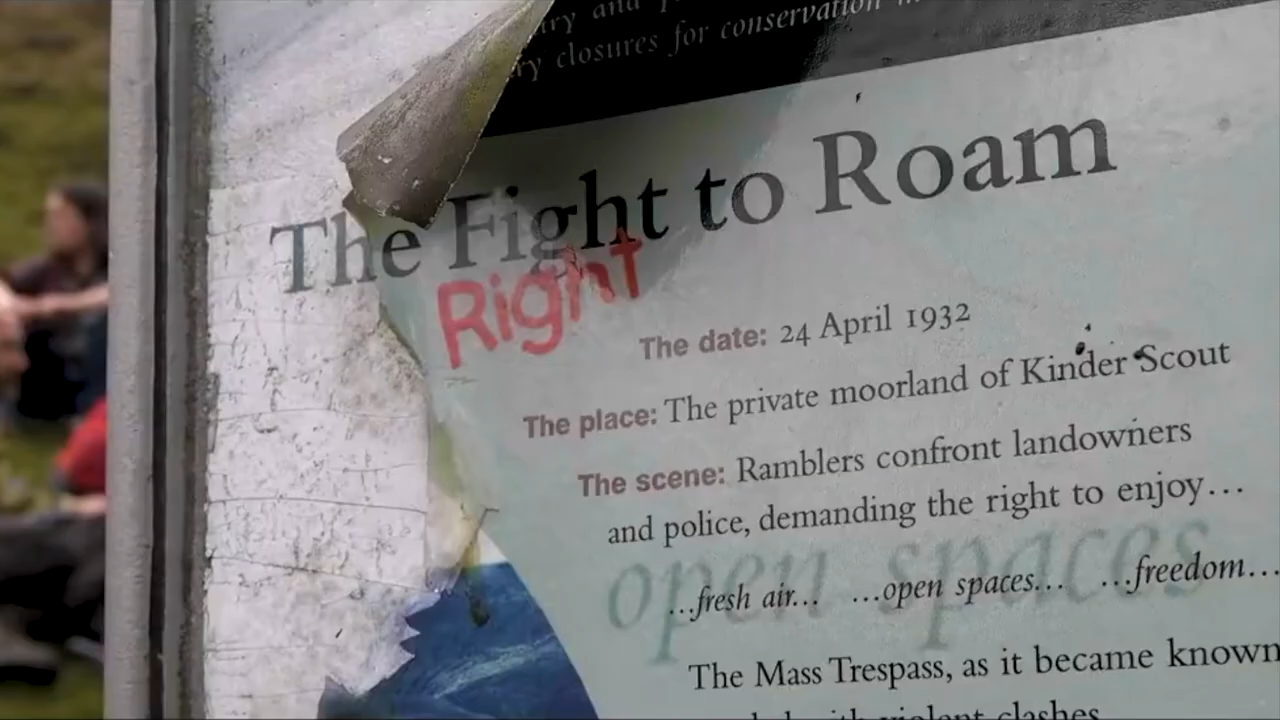 closures for conservation
The Fight to Roam
Right
The date: 24 April 1932
The place: The private moorland of Kinder Scout
The scene: Ramblers confront landowners
and police, demanding the right to enjoy…
open spaces
…fresh air… …open spaces… …freedom…
The Mass Trespass, as it became known
violent clashes